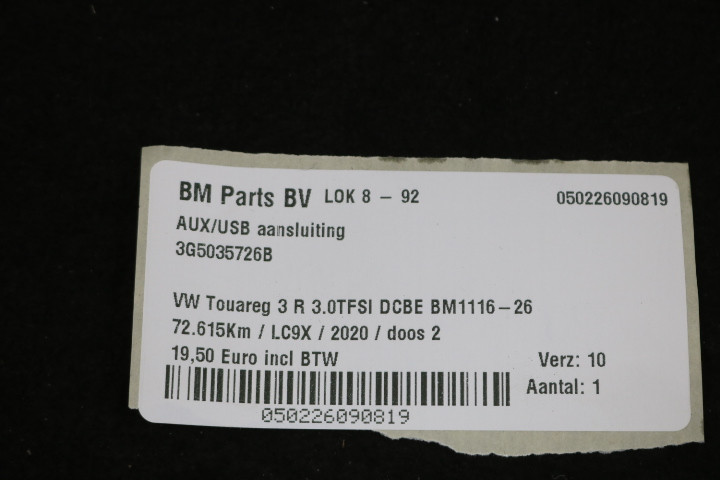 BM Parts BV LOK 8 - 92 050226090819
AUX/USB aansluiting
3G5035726B
VW Touareg 3 R 3.0TFSI DCBE BM1116-26
72.615Km / LC9X / 2020 / doos 2
19,50 Euro incl BTW Verz: 10
Aantal: 1
050226090819